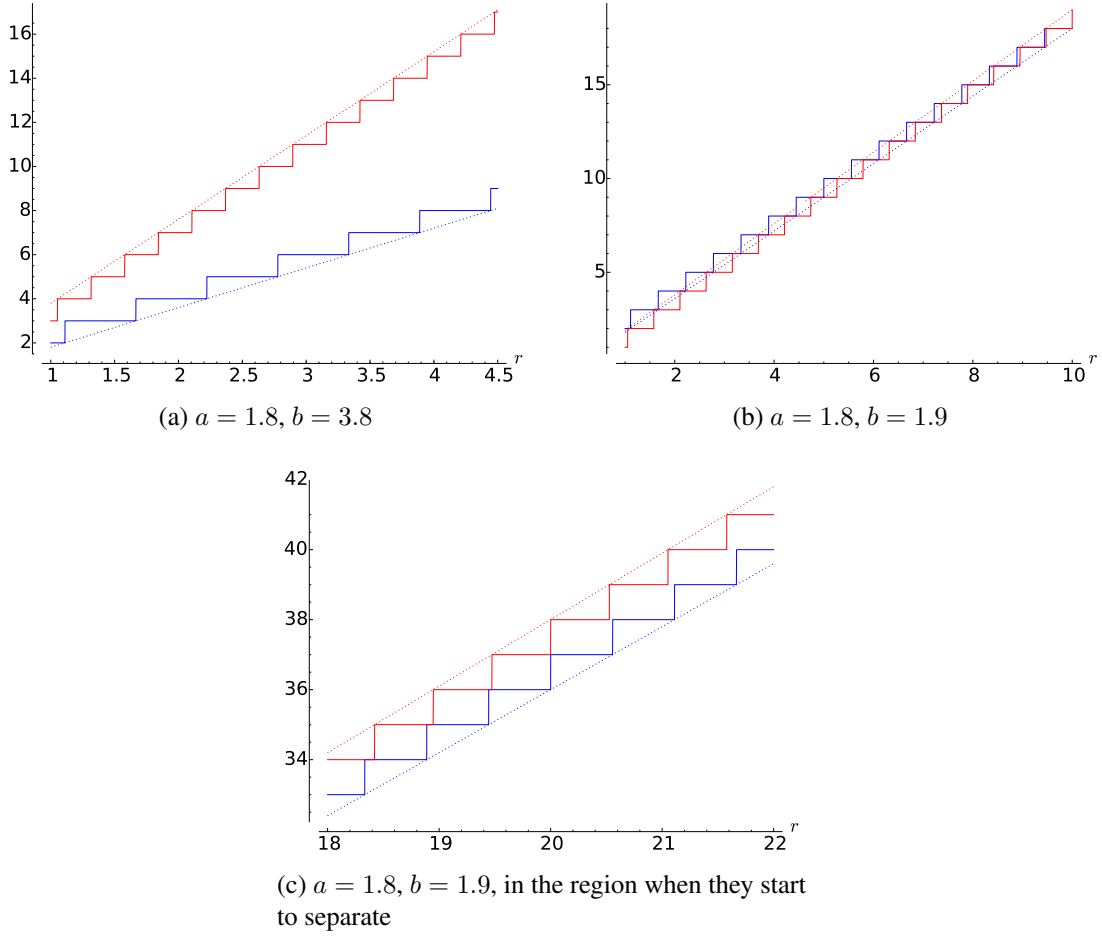 16
14
12
10
8
6
4
2
1 1.5 2 2.5 3 3.5 4 4.5
r
(a) a = 1.8, b = 3.8
15
10
5
2 4 6 8 10
r
(b) a = 1.8, b = 1.9
42
40
38
36
34
18 19 20 21 22
r
(c) a = 1.8, b = 1.9, in the region when they start
to separate